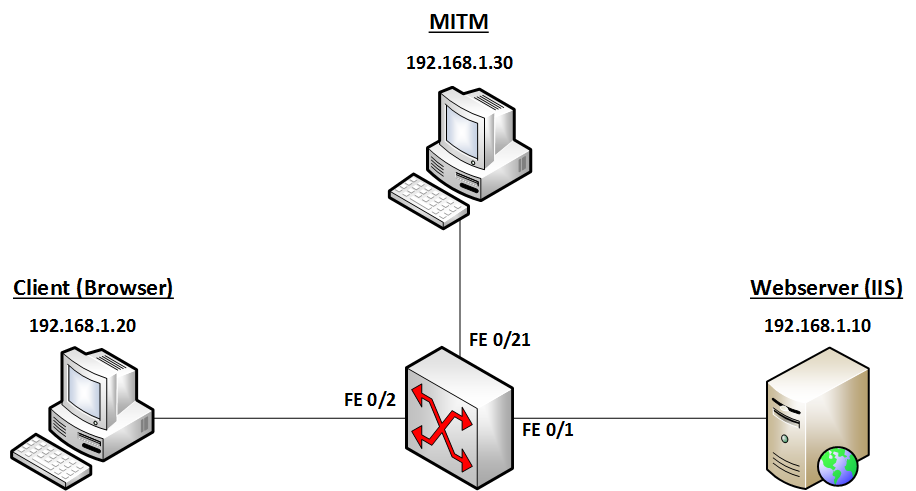 MITM
192.168.1.30
Client (Browser)
192.168.1.20
Webserver (IIS)
192.168.1.10
FE 0/21
FE 0/2
FE 0/1